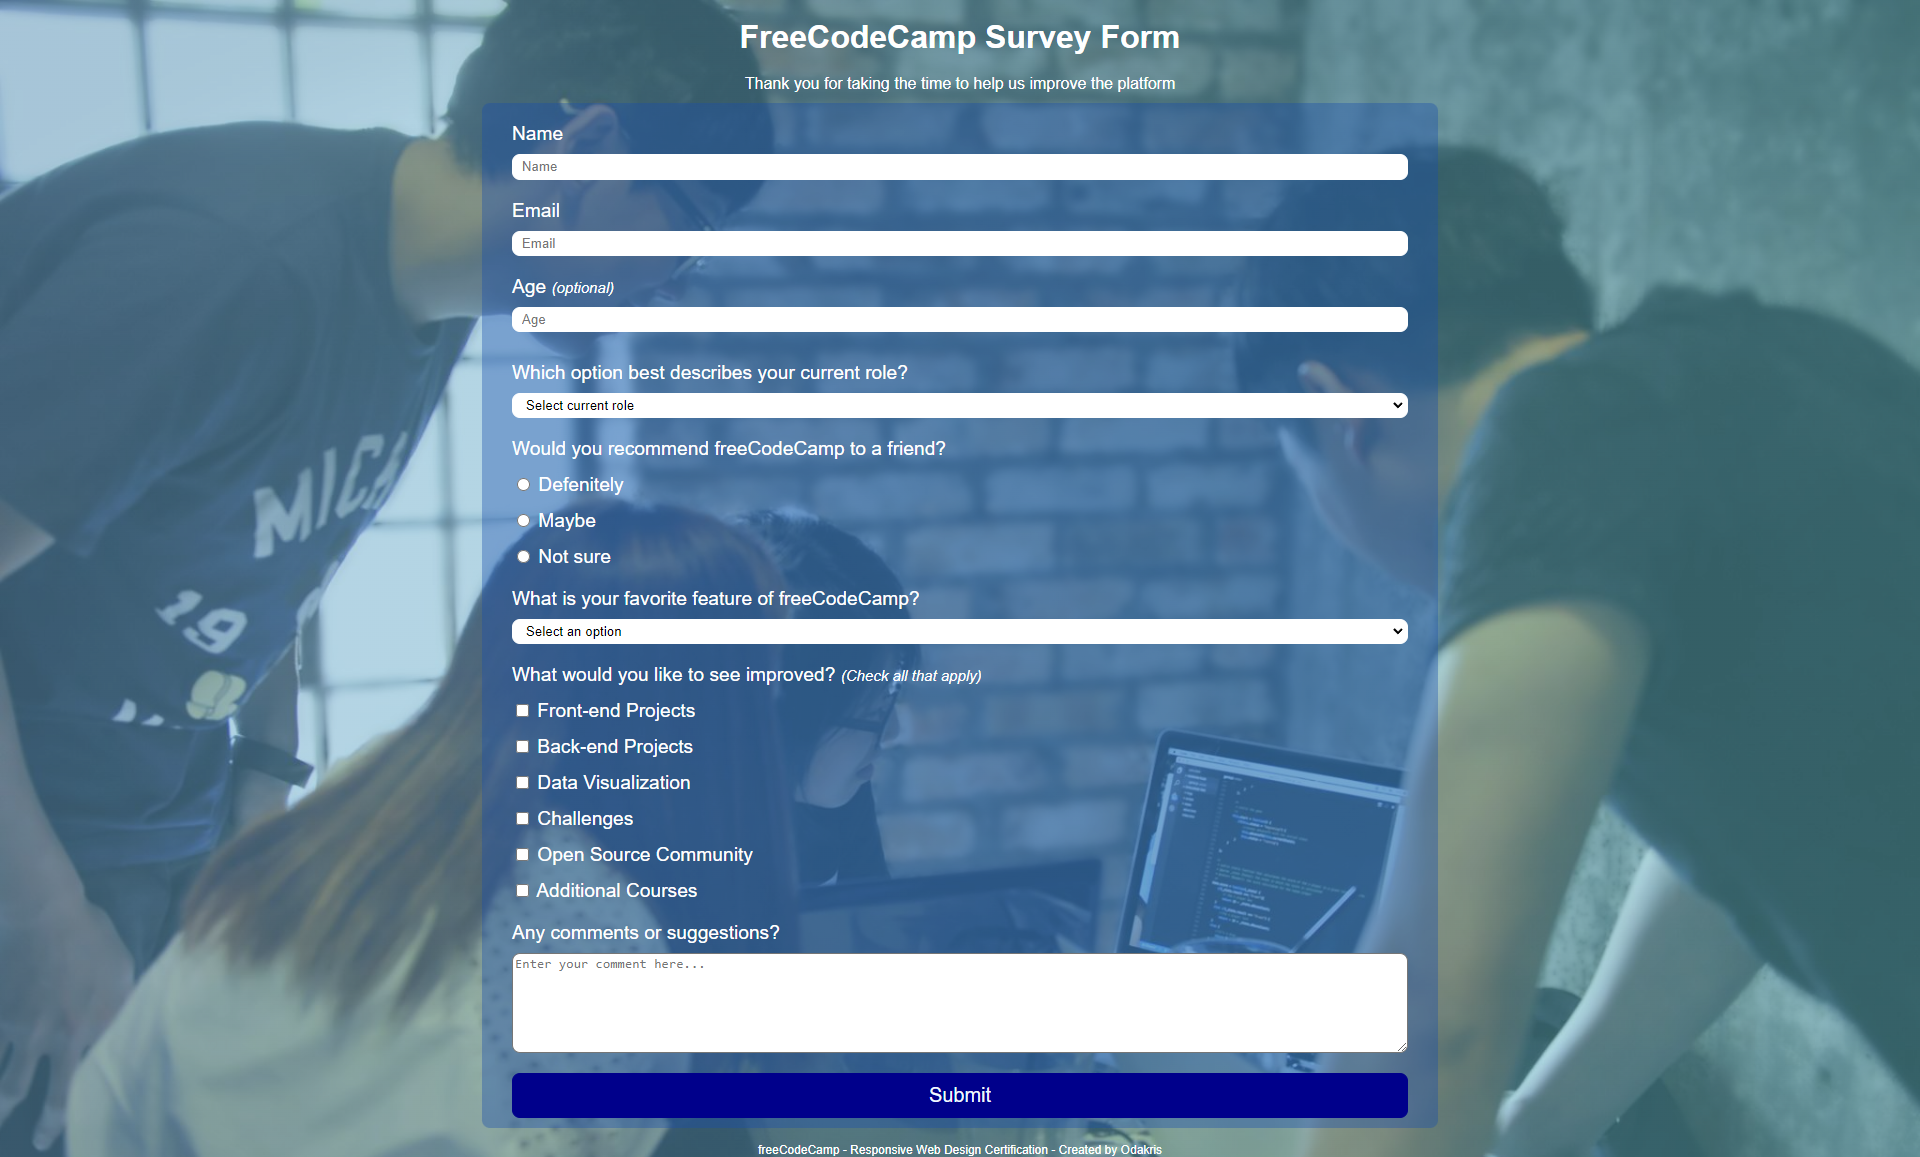 FreeCodeCamp Survey Form
Thank you for taking the time to help us improve the platform
Name
Name
Email
Email
Age (optional)
Age
Which option best describes your current role?
Select current role
Would you recommend freeCodeCamp to a friend?
Defenitely
Maybe
Not sure
What is your favorite feature of freeCodeCamp?
Select an option
What would you like to see improved? (Check all that apply)
Front-end Projects
Back-end Projects
Data Visualization
Challenges
Open Source Community
Additional Courses
Any comments or suggestions?
Enter your comment here...
Submit
freeCodeCamp - Responsive Web Design Certification - Created by Odakris
MICA
19